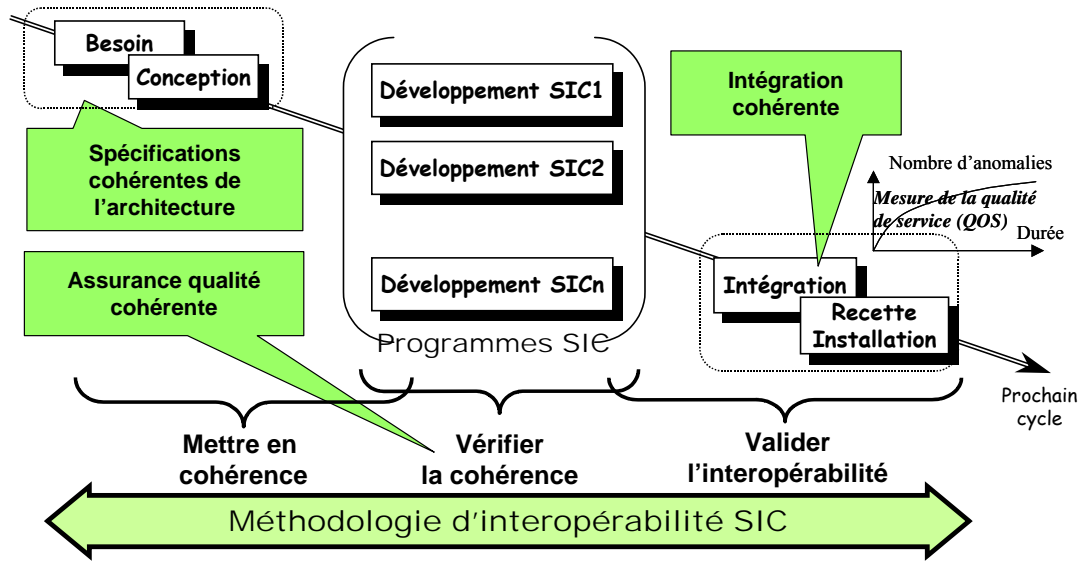 Besoin
Conception
Spécifications
cohérentes de
l'architecture
Assurance qualité
cohérente
Développement SIC1
Développement SIC2
Développement SICn
Programmes SIC
Intégration
cohérente
Nombre d'anomalies
Mesure de la qualité
de service (QOS)
Durée
Intégration
Recette
Installation
Prochain
cycle
Mettre en
cohérence
Vérifier
la cohérence
Valider
l'interopérabilité
Méthodologie d'interopérabilité SIC